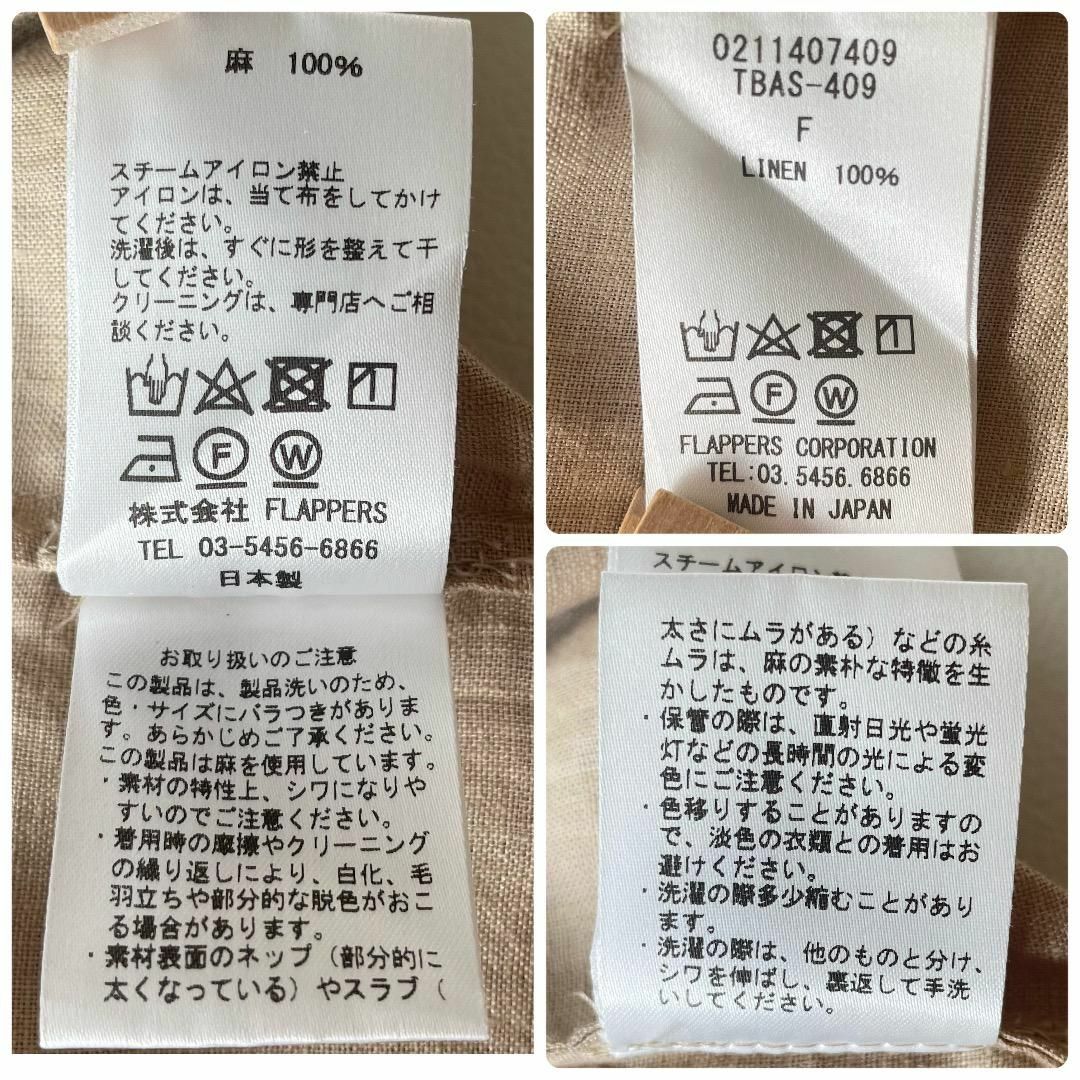 麻 100%
スチームアイロン禁止
アイロンは、当て布をしてかけ
てください。
洗濯後は、すぐに形を整えて干
してください。
クリーニングは、専門店へご相
談ください。
F W
株式会社 FLAPPERS
TEL 03-5456-6866
日本製
お取り扱いのご注意
この製品は、製品洗いのため、
色・サイズにバラつきがありま
す。あらかじめご了承ください。
この製品は麻を使用しています。
・素材の特性上、シワになりや
すいのでご注意ください。
・着用時の摩擦やクリーニング
の繰り返しにより、白化、毛
羽立ちや部分的な脱色がおこ
る場合があります。
・素材表面のネップ（部分的に
太くなっている）やスラブ（
0211407409
TBAS-409
F
LINEN 100%
F W
FLAPPERS CORPORATION
TEL:03.5456.6866
MADE IN JAPAN
スチームアイロン
太さにムラがある）などの糸
ムラは、麻の素朴な特徴を生
かしたものです。
・保管の際は、直射日光や蛍光
灯などの長時間の光による変
色にご注意ください。
・色移りすることがありますの
で、淡色の衣類との着用はお
避けください。
・洗濯の際多少縮むことがあり
ます。
・洗濯の際は、他のものと分け、
シワを伸ばし、裏返して手洗
いしてください。